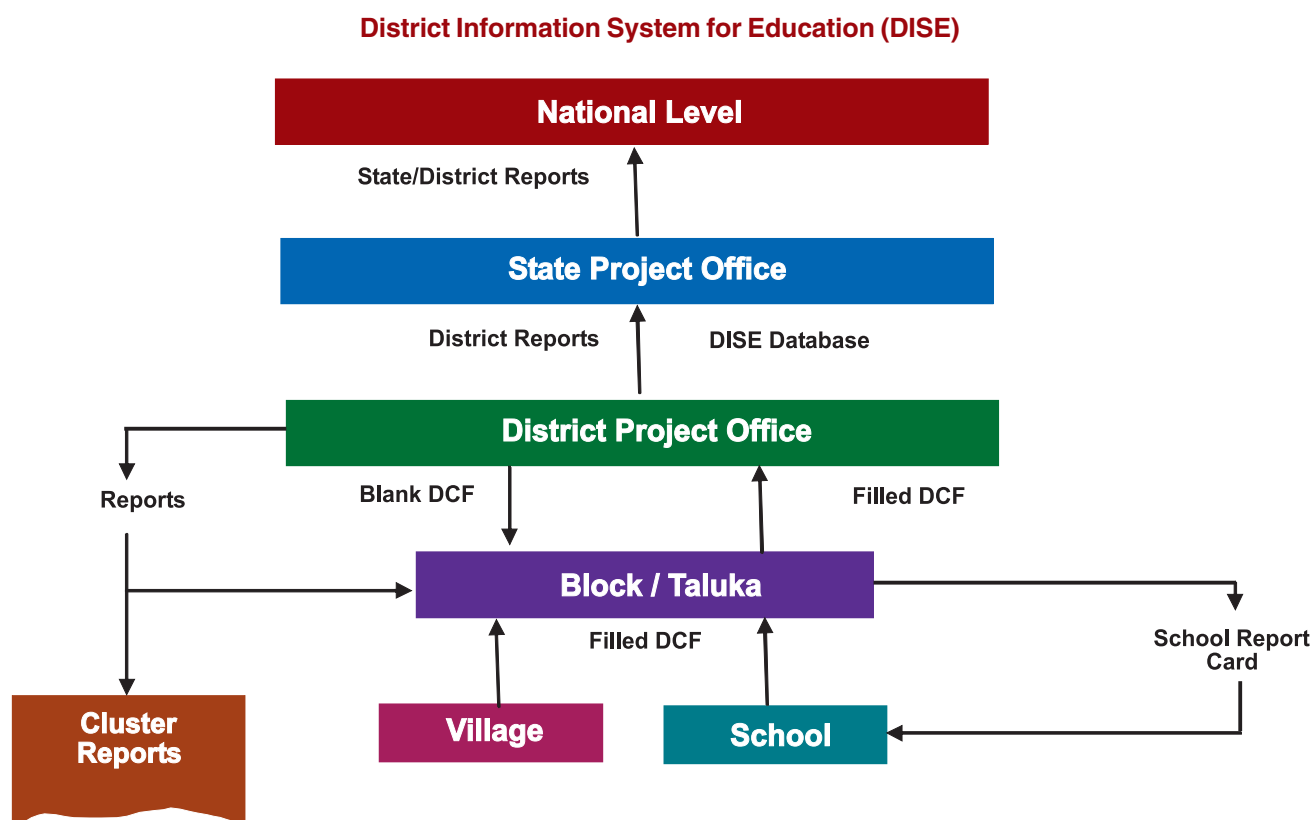 District Information System for Education (DISE)
National Level
State/District Reports
State Project Office
District Reports
DISE Database
District Project Office
Reports
Blank DCF
Filled DCF
Block / Taluka
Filled DCF
School Report
Card
Cluster
Reports
Village
School